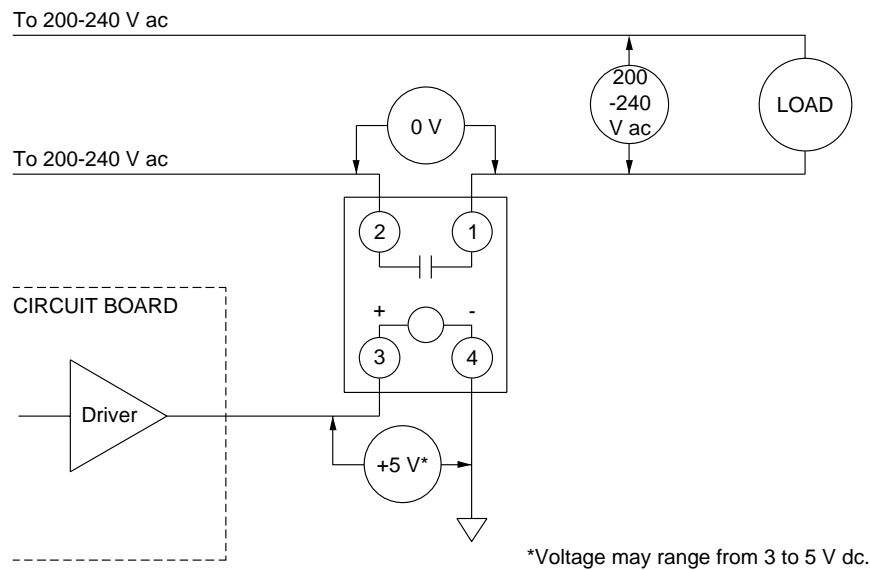 To 200-240 V ac
200
-240
V ac
LOAD
0 V
To 200-240 V ac
2
1
CIRCUIT BOARD
+
-
3
4
Driver
+5 V*
*Voltage may range from 3 to 5 V dc.